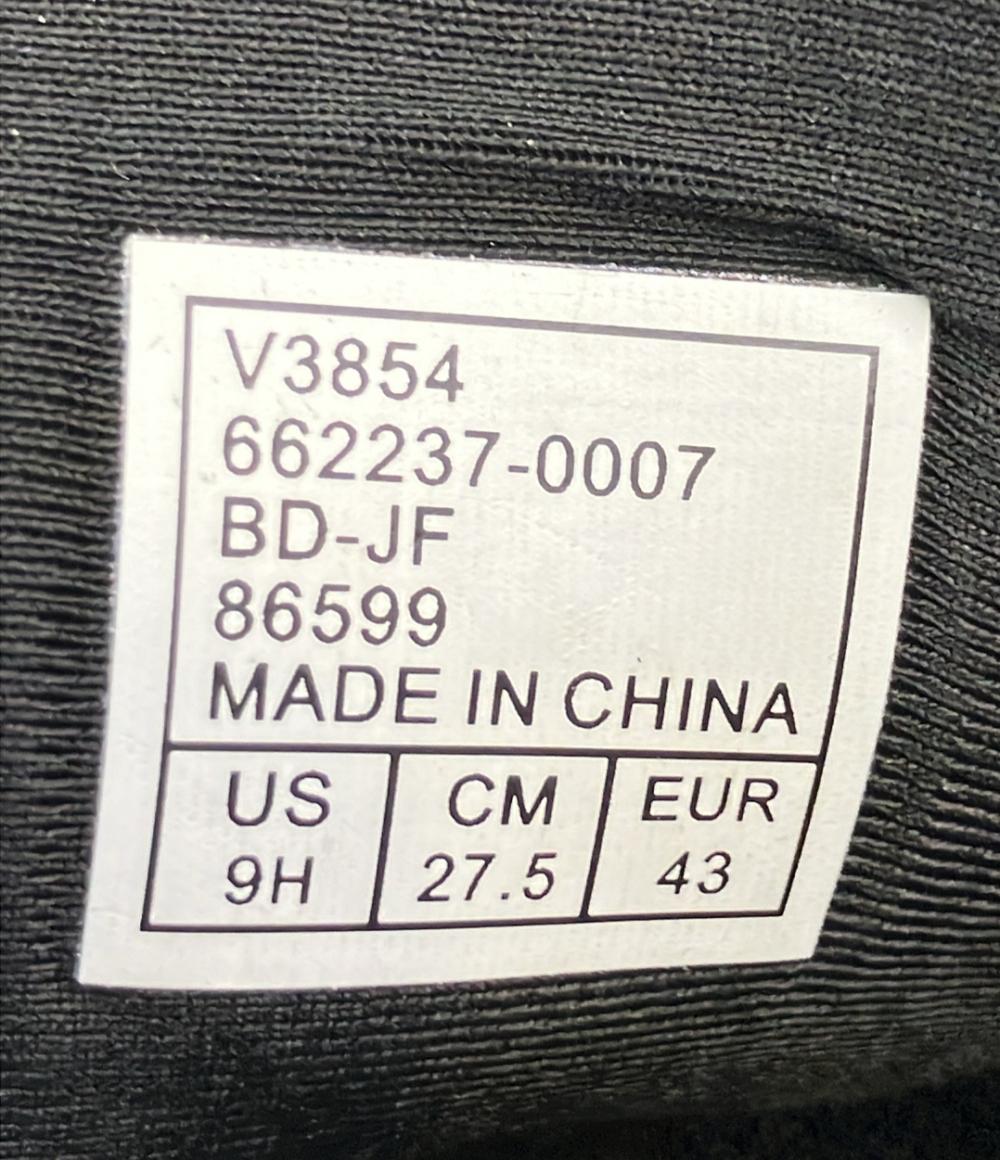 V3854
662237-0007
BD-JF
86599
MADE IN CHINA
US CM EUR
9H 27.5 43